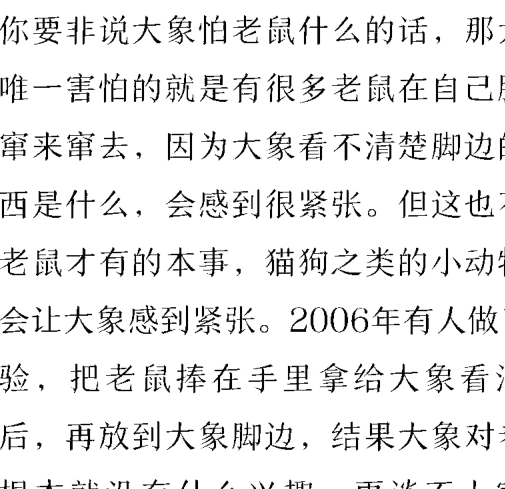 你要非说大象怕老鼠什么的话，那
唯一害怕的就是有很多老鼠在自己
窜来窜去，因为大象看不清楚脚边
西是什么，会感到很紧张。但这也
老鼠才有的本事，猫狗之类的小动
会让大象感到紧张。2006年有人做
验，把老鼠捧在手里拿给大象看
后，再放到大象脚边，结果大象对